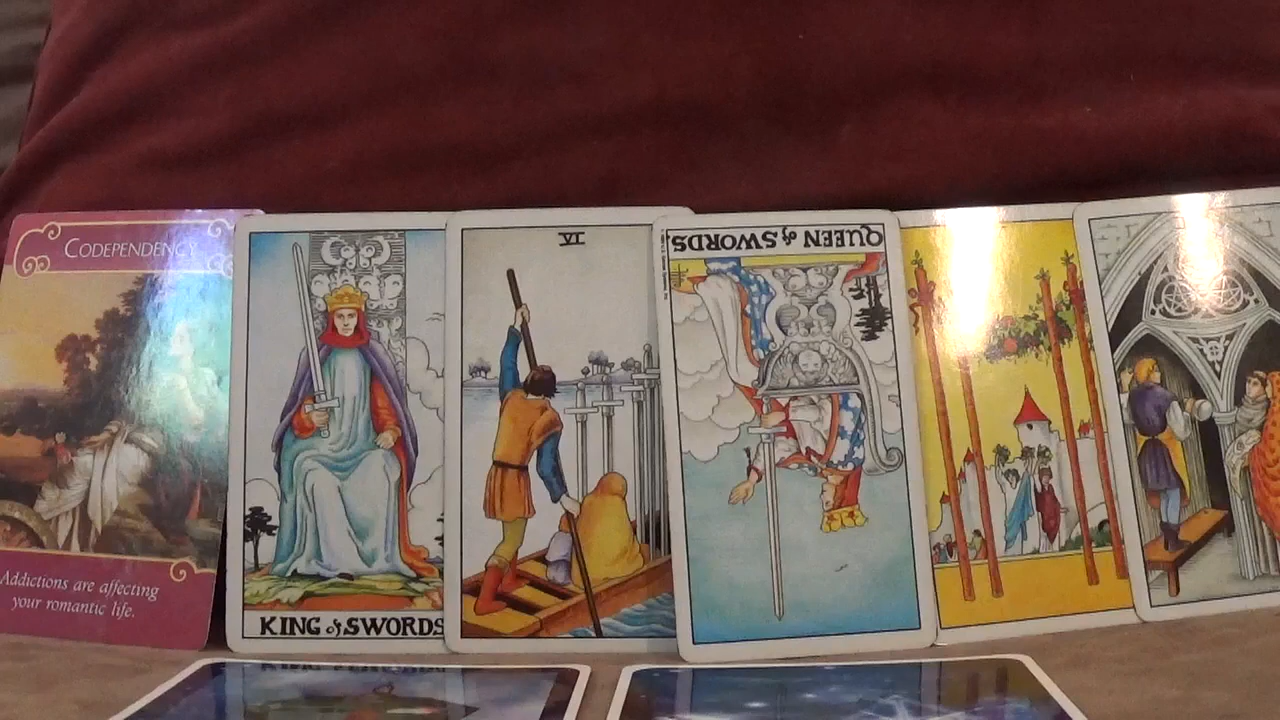 CODEPENDENCY
Addictions are affecting
your romantic life.
KING of SWORDS
VI
QUEEN of SWORDS.